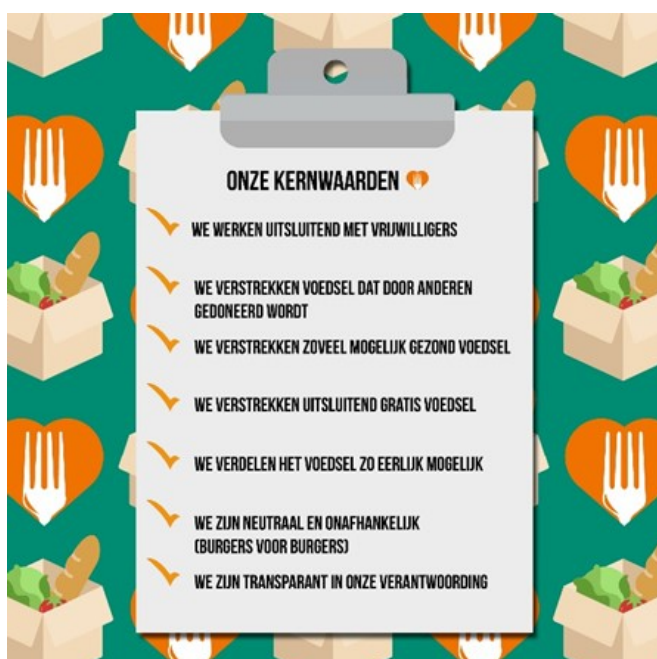 ONZE KERNWAARDEN
WE WERKEN UITSLUITEND MET VRIJWILLIGERS
WE VERSTREKKEN VOEDSEL DAT DOOR ANDEREN
GEDONEERD WORDT
WE VERSTREKKEN ZOVEEL MOGELIJK GEZOND VOEDSEL
WE VERSTREKKEN UITSLUITEND GRATIS VOEDSEL
WE VERDELEN HET VOEDSEL ZO EERLIJK MOGELIJK
WE ZIJN NEUTRAAL EN ONAFHANKELIJK
(BURGERS VOOR BURGERS)
WE ZIJN TRANSPARANT IN ONZE VERANTWOORDING